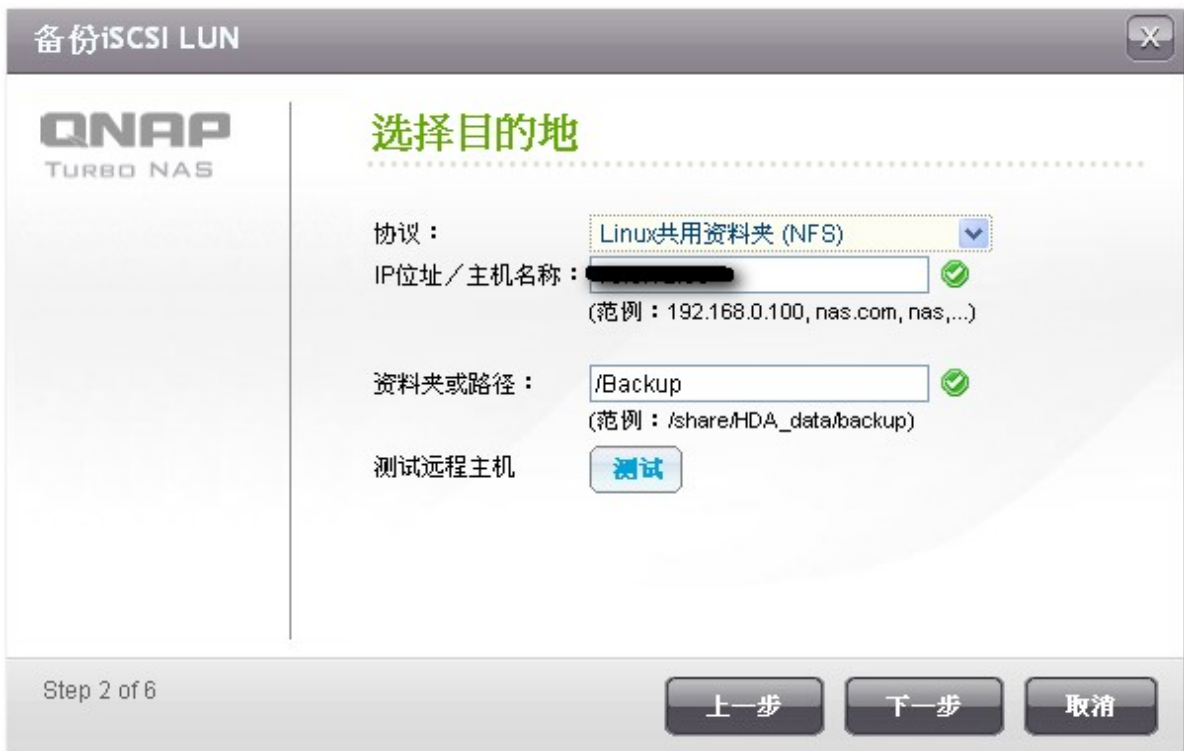 备份iSCSI LUN
X
QNAP
TURBO NAS
选择目的地
协议：
Linux共用资料夹 (NFS)
IP位址／主机名称：
(范例：192.168.0.100, nas.com, nas,...)
资料夹或路径：
/Backup
(范例：/share/HDA_data/backup)
测试远程主机
测试
Step 2 of 6
上一步
下一步
取消